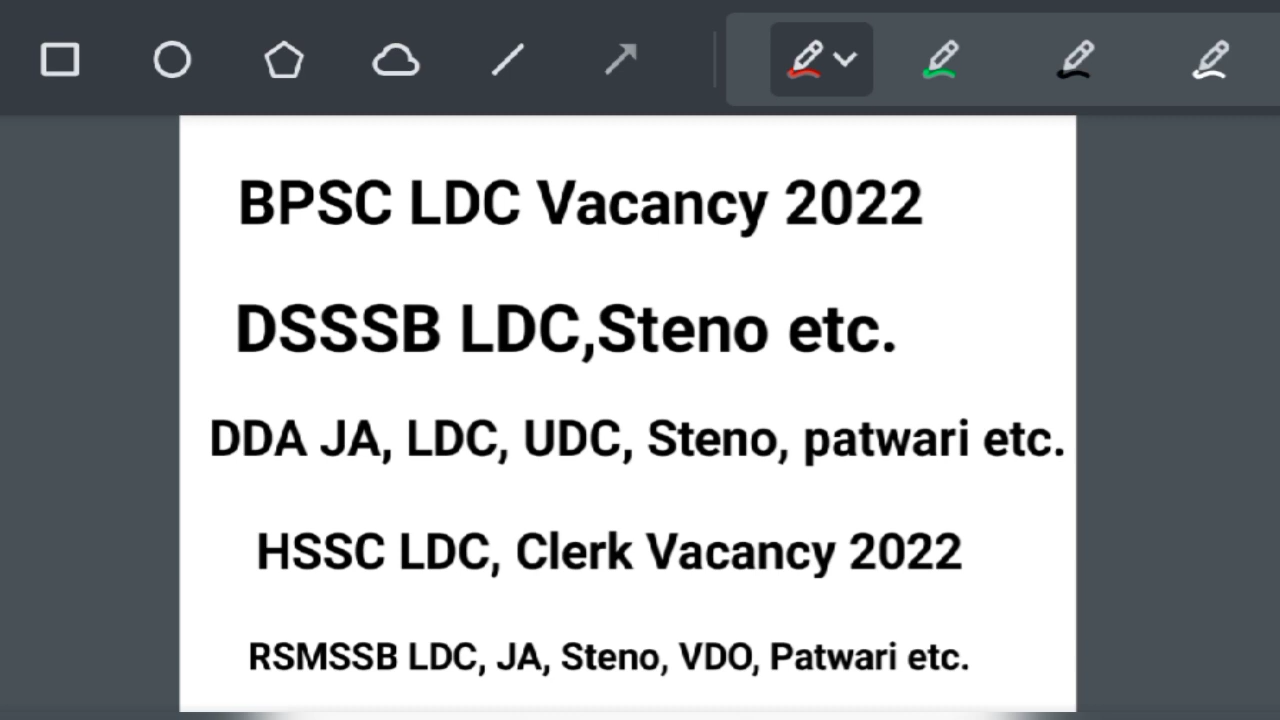 BPSC LDC Vacancy 2022
DSSSB LDC,Steno etc.
DDA JA, LDC, UDC, Steno, patwari etc.
HSSC LDC, Clerk Vacancy 2022
RSMSSB LDC, JA, Steno, VDO, Patwari etc.